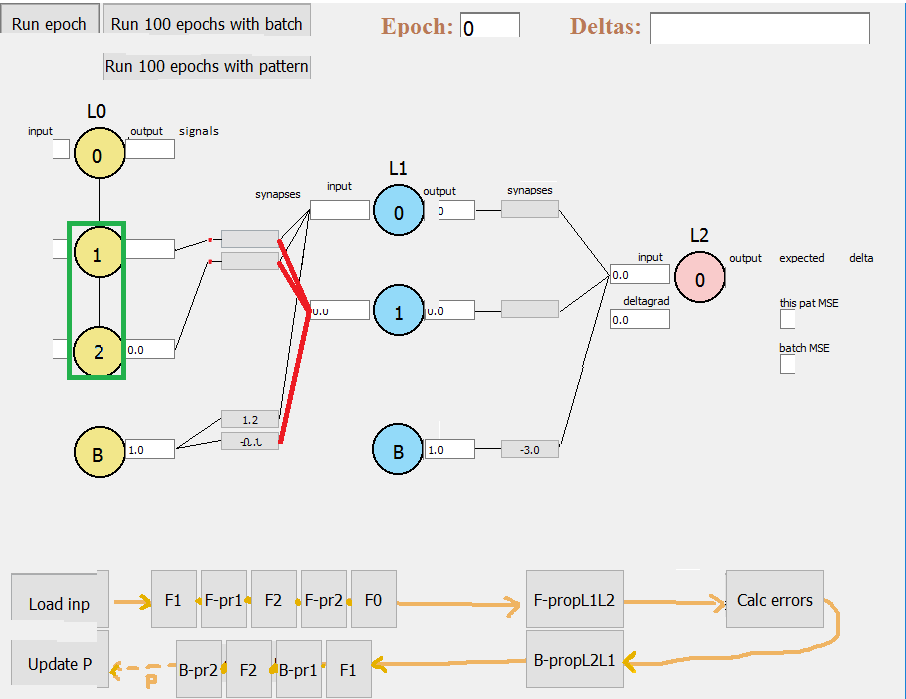 Run epoch
Run 100 epochs with batch
Epoch: 0
Deltas:
Run 100 epochs with pattern
L0
input
output
signals
0
L1
input
output
synapses
synapses
0
0
L2
1
input
output
expected
delta
0.0
0
deltagrad
0.0
this pat MSE
0.0
1
0.0
2
0.0
batch MSE
1.2
B
1.0
B
1.0
-3.0
Load inp
F1
F-pr1
F2
F-pr2
F0
F-propL1L2
Calc errors
Update P
P
B-pr2
F2
B-pr1
F1
B-propL2L1